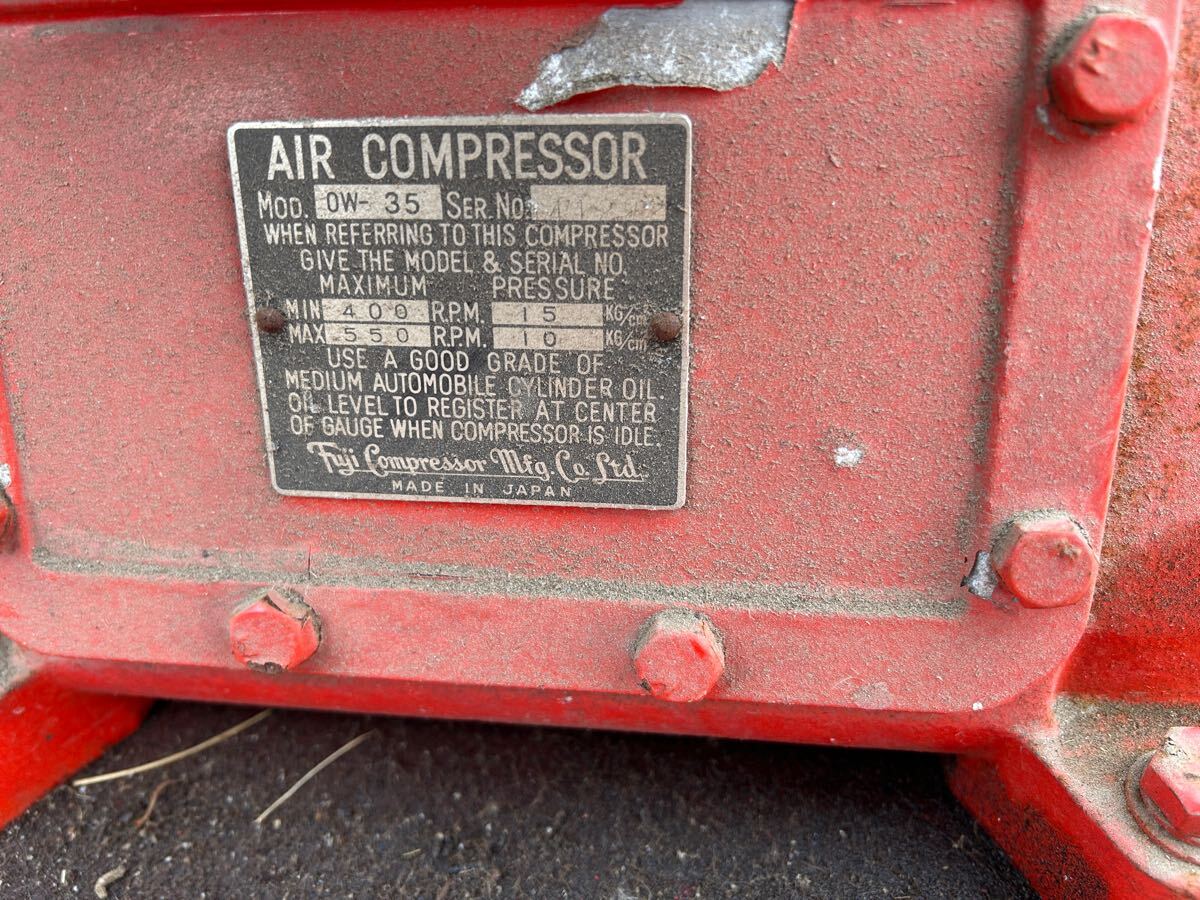 AIR COMPRESSOR
MOD. OW- 35 SER. NO.
WHEN REFERRING TO THIS COMPRESSOR
GIVE THE MODEL & SERIAL NO.
MAXIMUM PRESSURE
MIN 400 R.P.M. 15 KG/cm
MAX 550 R.P.M. 10 KG/cm
USE A GOOD GRADE OF
MEDIUM AUTOMOBILE CYLINDER OIL.
OIL LEVEL TO REGISTER AT CENTER
OF GAUGE WHEN COMPRESSOR IS IDLE.
Fuji Compressor Mfg. Co. Ltd.
MADE IN JAPAN